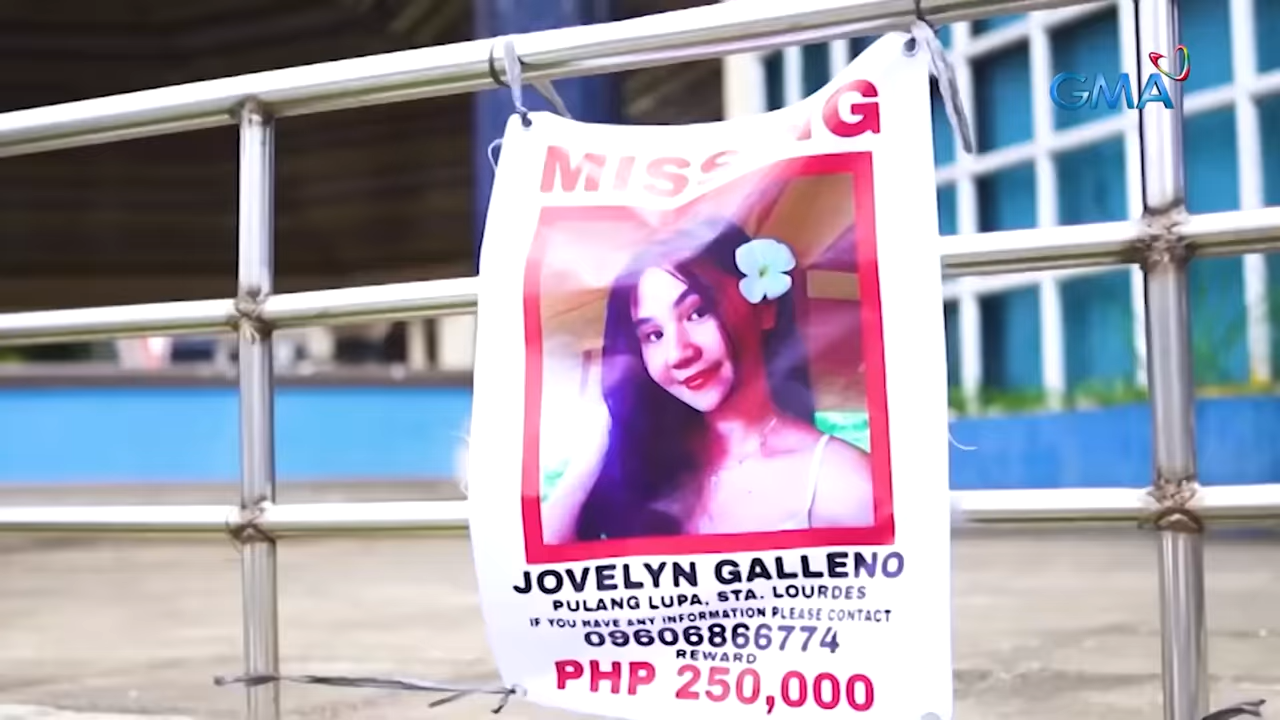 GMA
MISSING
JOVELYN GALLENO
PULANG LUPA, STA. LOURDES
IF YOU HAVE ANY INFORMATION PLEASE CONTACT
09606866774
REWARD
PHP 250,000